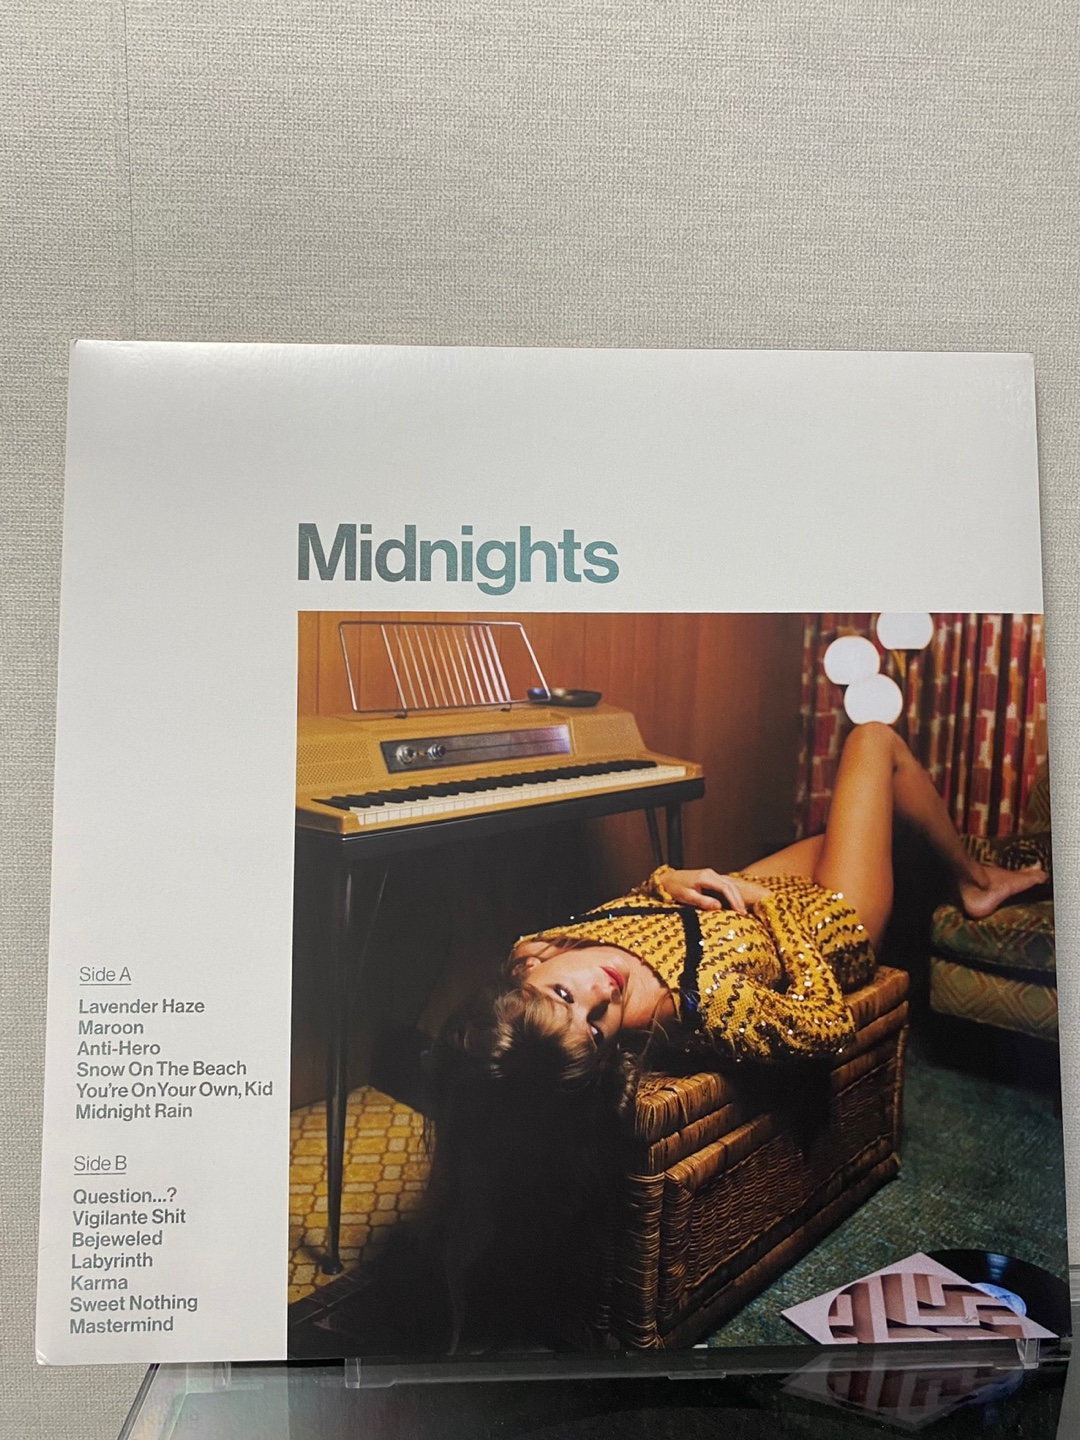 Midnights
Side A
Lavender Haze
Maroon
Anti-Hero
Snow On The Beach
You're On Your Own, Kid
Midnight Rain
Side B
Question...?
Vigilante Shit
Bejeweled
Labyrinth
Karma
Sweet Nothing
Mastermind